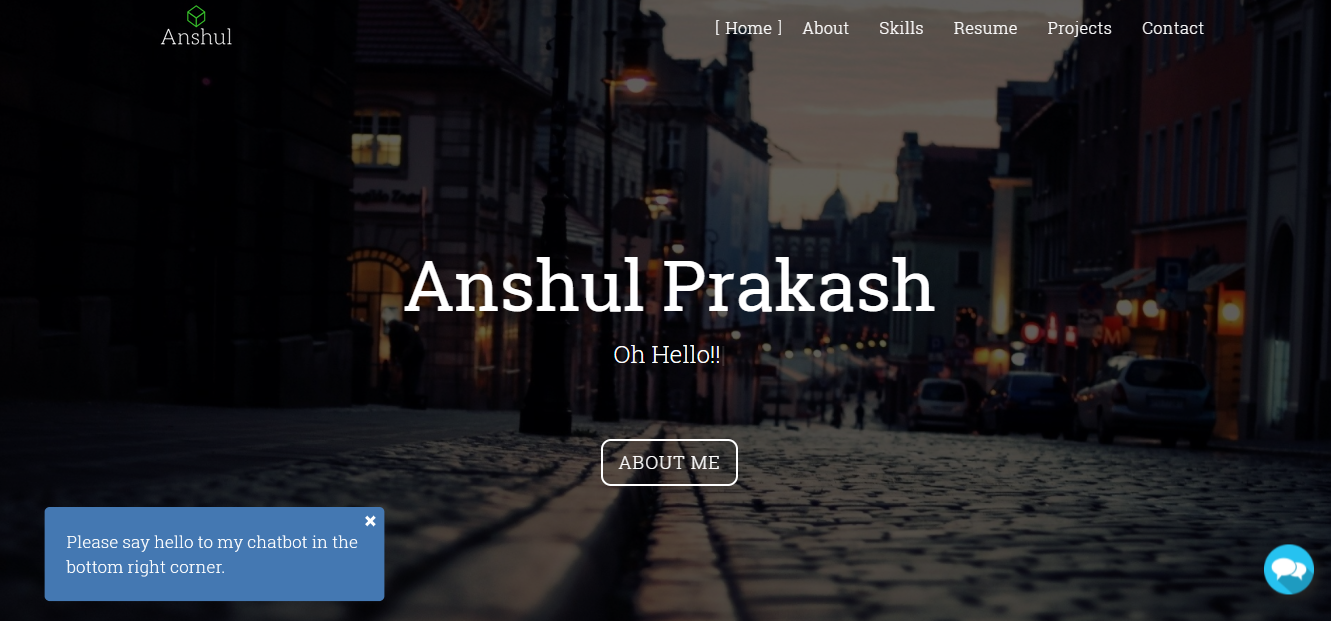 Anshul
[ Home ] About Skills Resume Projects Contact
Anshul Prakash
Oh Hello!!
ABOUT ME
Please say hello to my chatbot in the
bottom right corner.